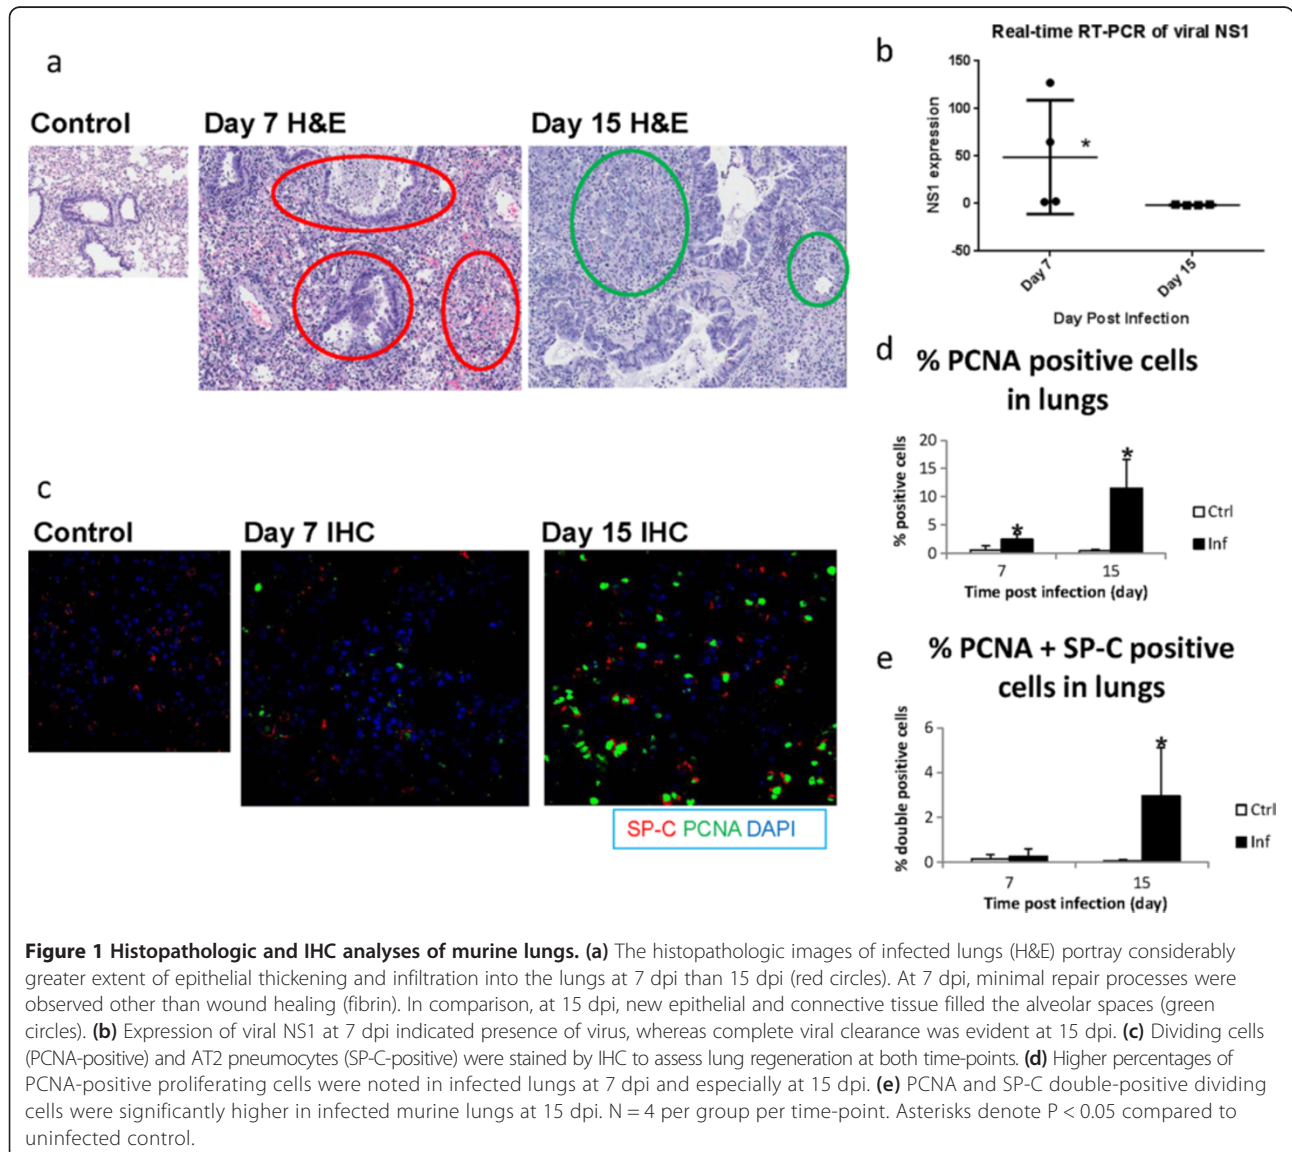 a
Control
Day 7 H&E
Day 15 H&E
b
Real-time RT-PCR of viral NS1
NS1 expression
150
100
50
0
-50
*
Day 7
Day 15
Day Post Infection
c
Control
Day 7 IHC
Day 15 IHC
SP-C PCNA DAPI
d
% PCNA positive cells
in lungs
% positive cells
20
15
10
5
0
*
*
7
15
Time post infection (day)
Ctrl
Inf
e
% PCNA + SP-C positive
cells in lungs
% double positive cells
6
4
2
0
*
7
15
Time post infection (day)
Ctrl
Inf
Figure 1 Histopathologic and IHC analyses of murine lungs. (a) The histopathologic images of infected lungs (H&E) portray considerably
greater extent of epithelial thickening and infiltration into the lungs at 7 dpi than 15 dpi (red circles). At 7 dpi, minimal repair processes were
observed other than wound healing (fibrin). In comparison, at 15 dpi, new epithelial and connective tissue filled the alveolar spaces (green
circles). (b) Expression of viral NS1 at 7 dpi indicated presence of virus, whereas complete viral clearance was evident at 15 dpi. (c) Dividing cells
(PCNA-positive) and AT2 pneumocytes (SP-C-positive) were stained by IHC to assess lung regeneration at both time-points. (d) Higher percentages of
PCNA-positive proliferating cells were noted in infected lungs at 7 dpi and especially at 15 dpi. (e) PCNA and SP-C double-positive dividing
cells were significantly higher in infected murine lungs at 15 dpi. N = 4 per group per time-point. Asterisks denote P < 0.05 compared to
uninfected control.